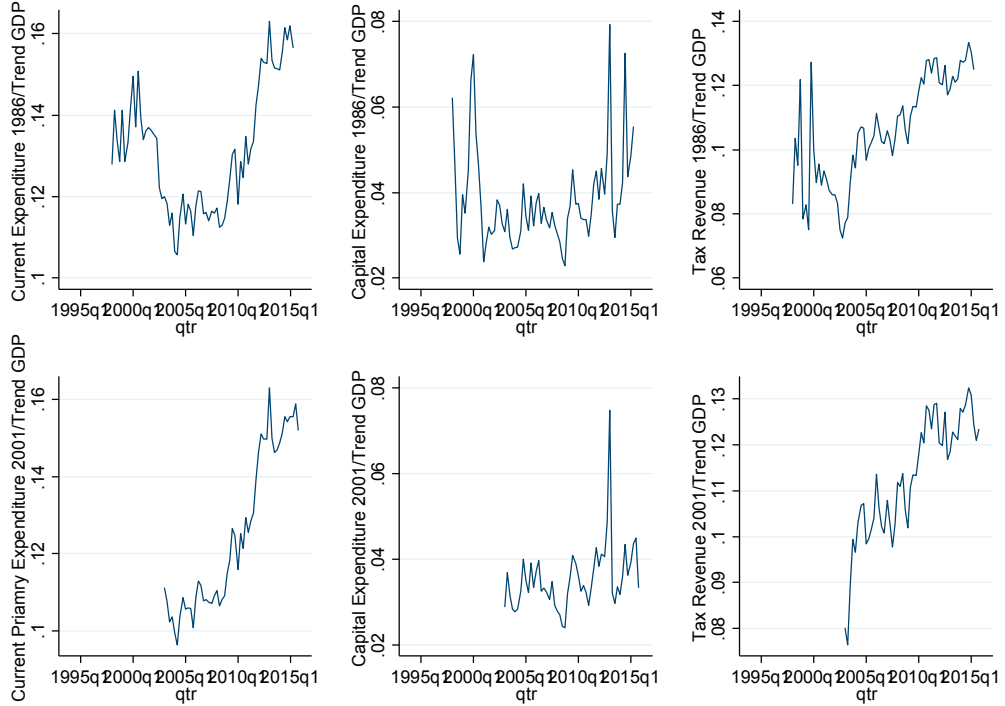 Current Expenditure 1986/Trend GDP
.16
.14
.12
.1
1995q1
2000q1
2005q1
2010q1
2015q1
qtr
Capital Expenditure 1986/Trend GDP
.08
.06
.04
.02
1995q1
2000q1
2005q1
2010q1
2015q1
qtr
Tax Revenue 1986/Trend GDP
.14
.12
.1
.08
.06
1995q1
2000q1
2005q1
2010q1
2015q1
qtr
Current Priamry Expenditure 2001/Trend GDP
.16
.14
.12
.1
1995q1
2000q1
2005q1
2010q1
2015q1
qtr
Capital Expenditure 2001/Trend GDP
.08
.06
.04
.02
1995q1
2000q1
2005q1
2010q1
2015q1
qtr
Tax Revenue 2001/Trend GDP
.13
.12
.11
.1
.09
.08
1995q1
2000q1
2005q1
2010q1
2015q1
qtr